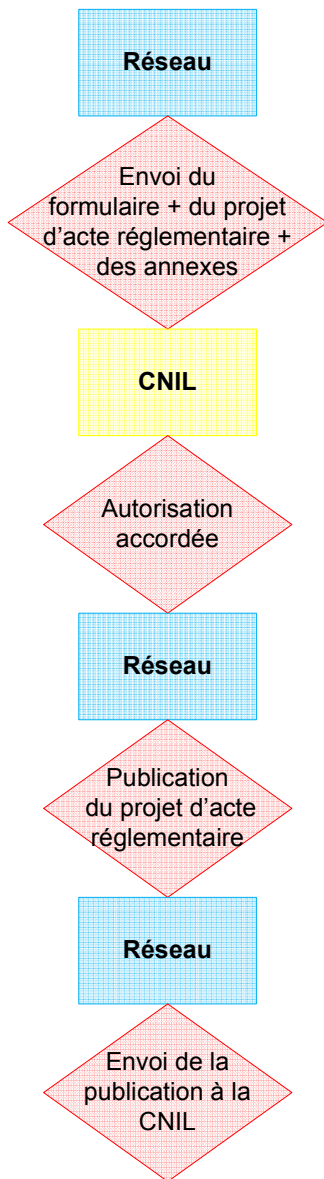 Réseau
Envoi du
formulaire + du projet
d'acte réglementaire +
des annexes
CNIL
Autorisation
accordée
Réseau
Publication
du projet d'acte
réglementaire
Réseau
Envoi de la
publication à la
CNIL